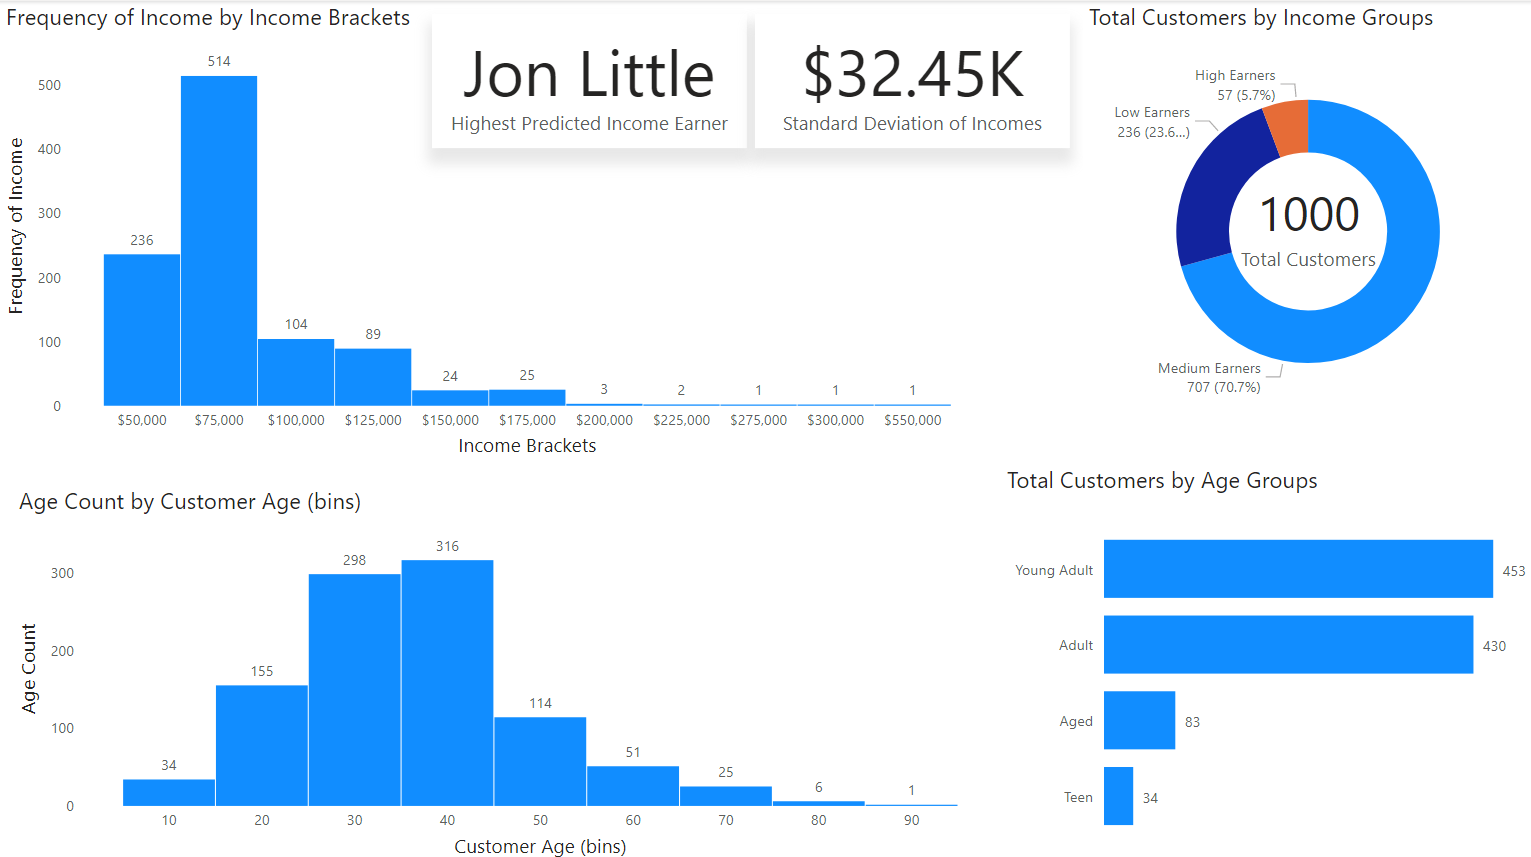 Frequency of Income by Income Brackets
Frequency of Income
500
400
300
200
100
0
236
514
104
89
24
25
3
2
1
1
1
$50,000 $75,000 $100,000 $125,000 $150,000 $175,000 $200,000 $225,000 $275,000 $300,000 $550,000
Income Brackets
Jon Little
Highest Predicted Income Earner
$32.45K
Standard Deviation of Incomes
Total Customers by Income Groups
High Earners
57 (5.7%)
Low Earners
236 (23.6...)
1000
Total Customers
Medium Earners
707 (70.7%)
Age Count by Customer Age (bins)
Age Count
300
200
100
0
34
155
298
316
114
51
25
6
1
10 20 30 40 50 60 70 80 90
Customer Age (bins)
Total Customers by Age Groups
Young Adult 453
Adult 430
Aged 83
Teen 34